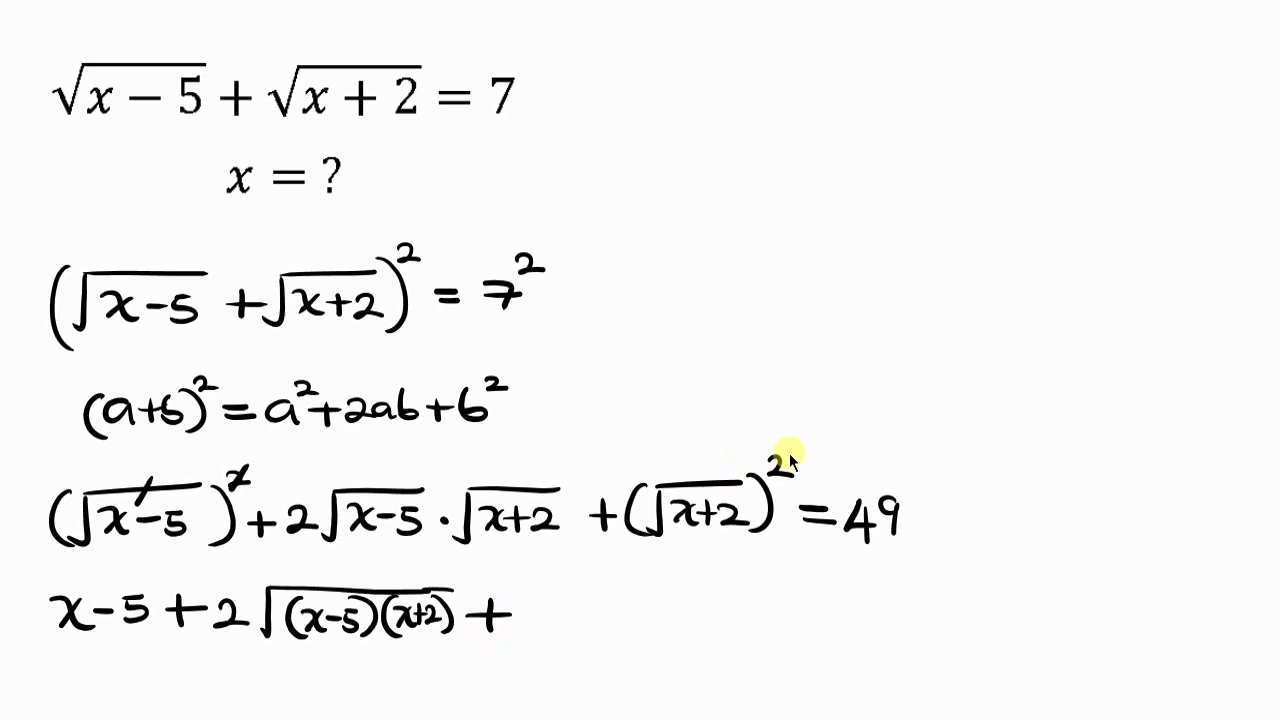 √(x − 5) + √(x + 2) = 7
x = ?
(√(x-5) + √(x+2))² = 7²
(a+b)² = a²+2ab+b²
(√(x-5))² + 2√(x-5) · √(x+2) + (√(x+2))² = 49
x-5 + 2√((x-5)(x+2)) +